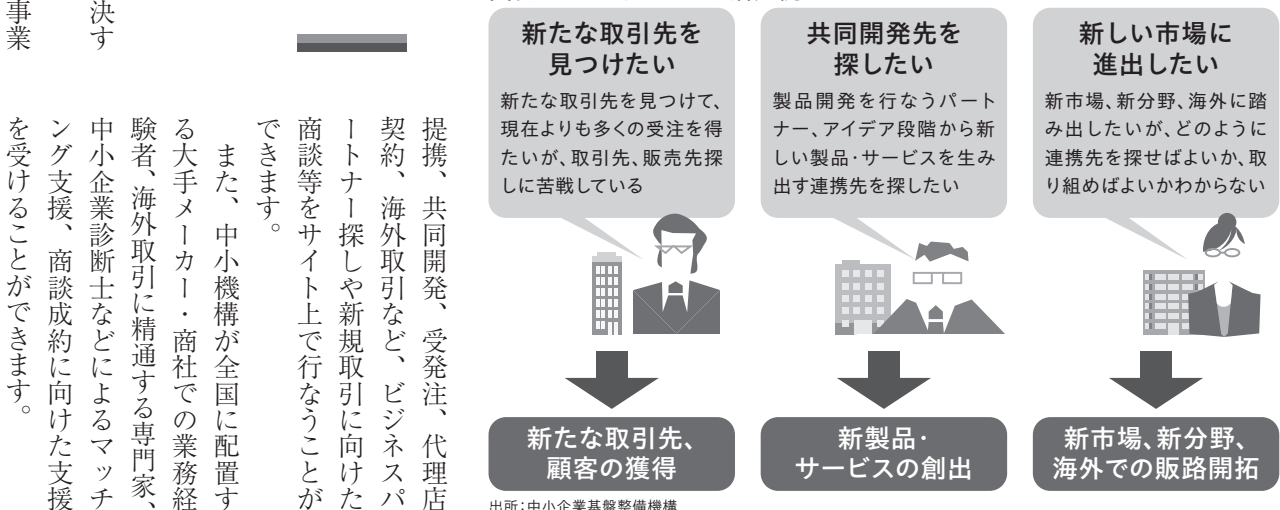 新たな取引先を
見つけたい
新たな取引先を見つけて、
現在よりも多くの受注を得
たいが、取引先、販売先探
しに苦戦している
共同開発先を
探したい
製品開発を行なうパート
ナー、アイデア段階から新
しい製品・サービスを生み
出す連携先を探したい
新しい市場に
進出したい
新市場、新分野、海外に踏
み出したいが、どのように
連携先を探せばよいか、取
り組めばよいかわからない
新たな取引先、
顧客の獲得
新製品・
サービスの創出
新市場、新分野、
海外での販路開拓
出所：中小企業基盤整備機構
提携、共同開発、受発注、代理店
契約、海外取引など、ビジネスパ
ートナー探しや新規取引に向けた
商談等をサイト上で行なうことが
できます。
また、中小機構が全国に配置す
る大手メーカー・商社での業務経
験者、海外取引に精通する専門家、
中小企業診断士などによるマッチ
ング支援、商談成約に向けた支援
を受けることができます。
決す
事業